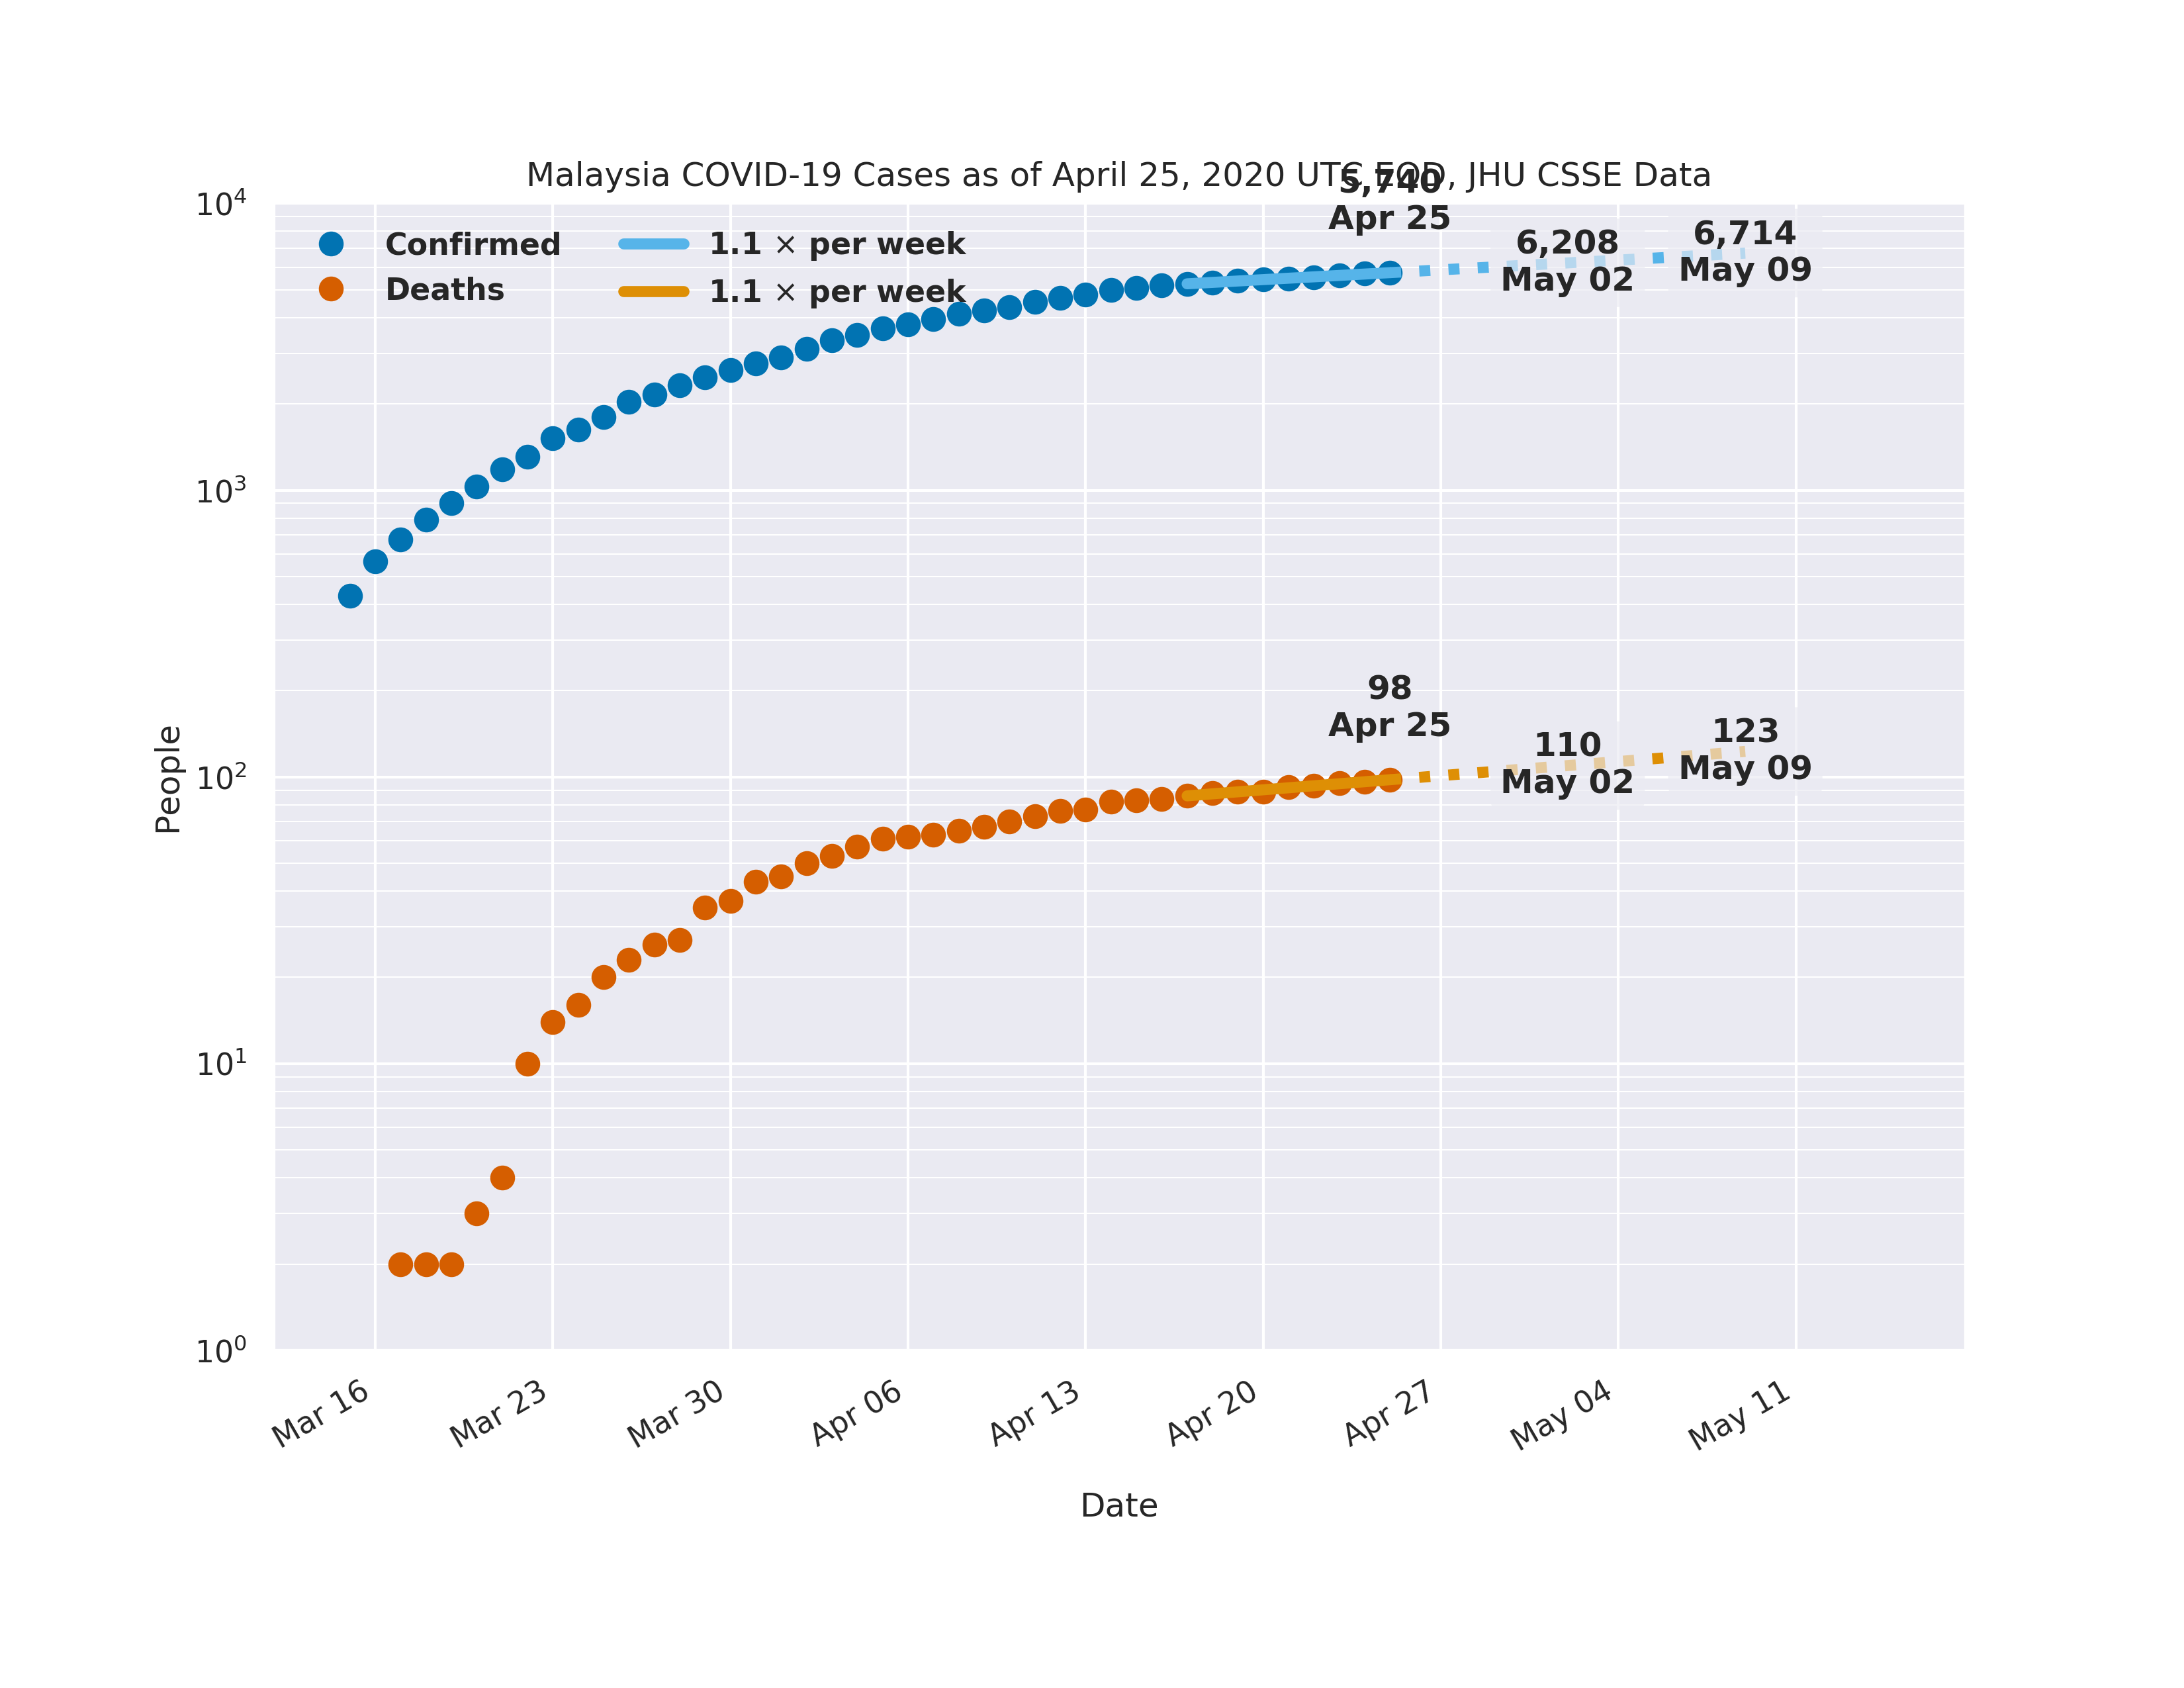 Malaysia COVID-19 Cases as of April 25, 2020 UTC EOD, JHU CSSE Data
Confirmed
Deaths
1.1 × per week
1.1 × per week
5,740
Apr 25
6,208
May 02
6,714
May 09
98
Apr 25
110
May 02
123
May 09
People
10⁴
10³
10²
10¹
10⁰
Mar 16
Mar 23
Mar 30
Apr 06
Apr 13
Apr 20
Apr 27
May 04
May 11
Date